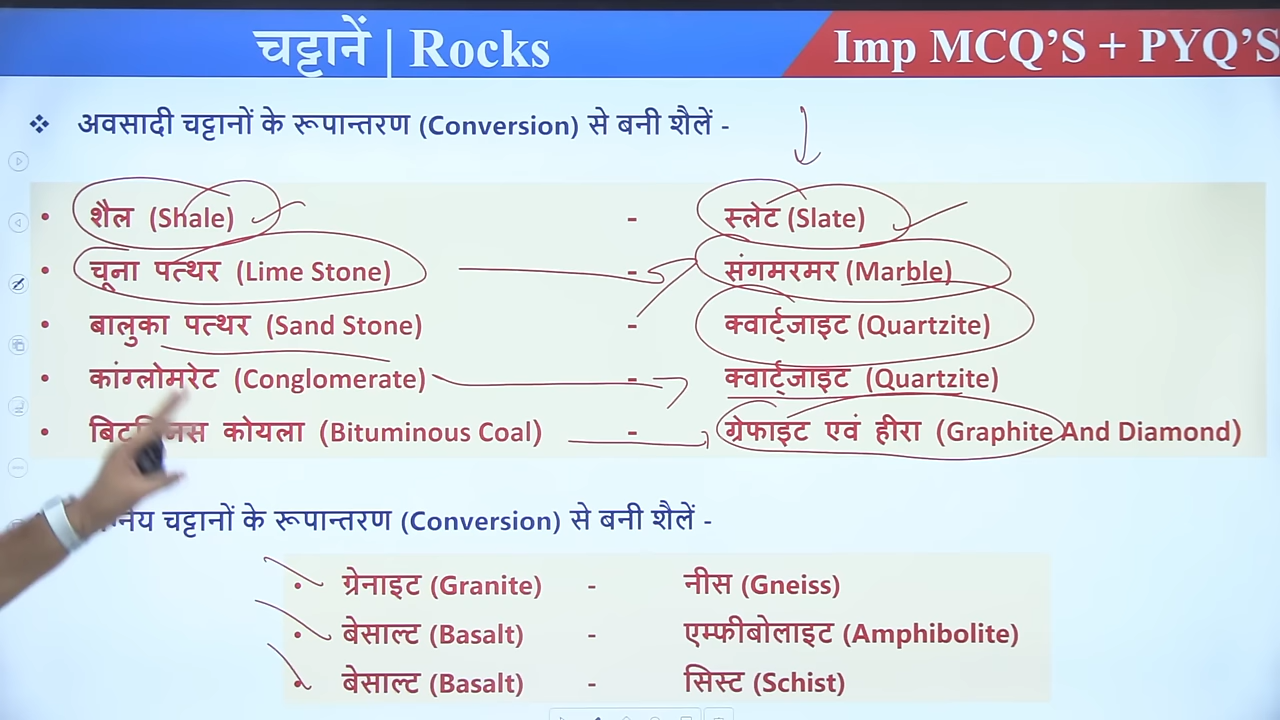 चट्टानें | Rocks
Imp MCQ'S + PYQ'S
❖ अवसादी चट्टानों के रूपान्तरण (Conversion) से बनी शैलें -
• शैल (Shale) - स्लेट (Slate)
• चूना पत्थर (Lime Stone) - संगमरमर (Marble)
• बालुका पत्थर (Sand Stone) - क्वार्ट्जाइट (Quartzite)
• कांग्लोमरेट (Conglomerate) - क्वार्ट्जाइट (Quartzite)
• कोयला (Bituminous Coal) - ग्रेफाइट एवं हीरा (Graphite And Diamond)
चट्टानों के रूपान्तरण (Conversion) से बनी शैलें -
• ग्रेनाइट (Granite) - नीस (Gneiss)
• बेसाल्ट (Basalt) - एम्फीबोलाइट (Amphibolite)
• बेसाल्ट (Basalt) - सिस्ट (Schist)